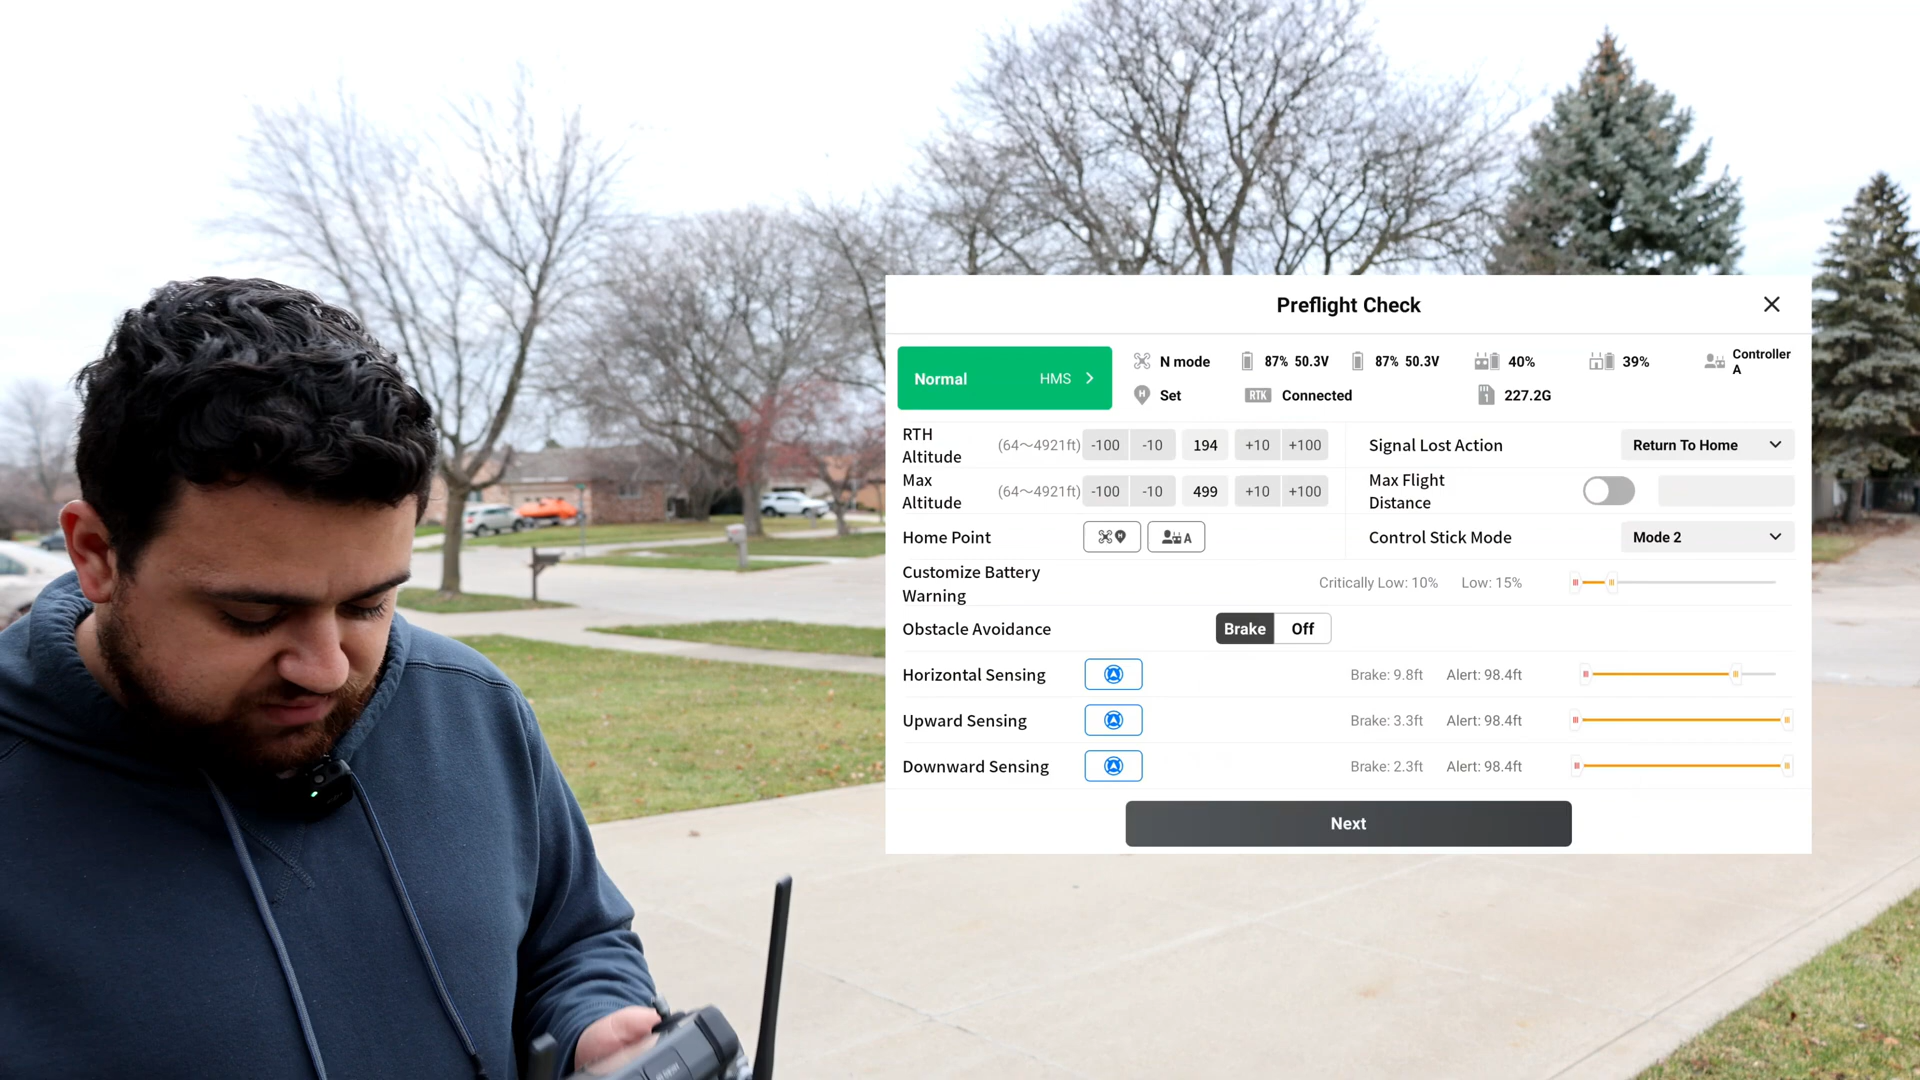 Preflight Check
Normal HMS
N mode 87% 50.3V 87% 50.3V 40% 39% Controller A
H Set RTK Connected 1 227.2G
RTH Altitude (64～4921ft) -100 -10 194 +10 +100
Signal Lost Action Return To Home
Max Altitude (64～4921ft) -100 -10 499 +10 +100
Max Flight Distance
Home Point H A
Control Stick Mode Mode 2
Customize Battery Warning Critically Low: 10% Low: 15%
Obstacle Avoidance Brake Off
Horizontal Sensing Brake: 9.8ft Alert: 98.4ft
Upward Sensing Brake: 3.3ft Alert: 98.4ft
Downward Sensing Brake: 2.3ft Alert: 98.4ft
Next